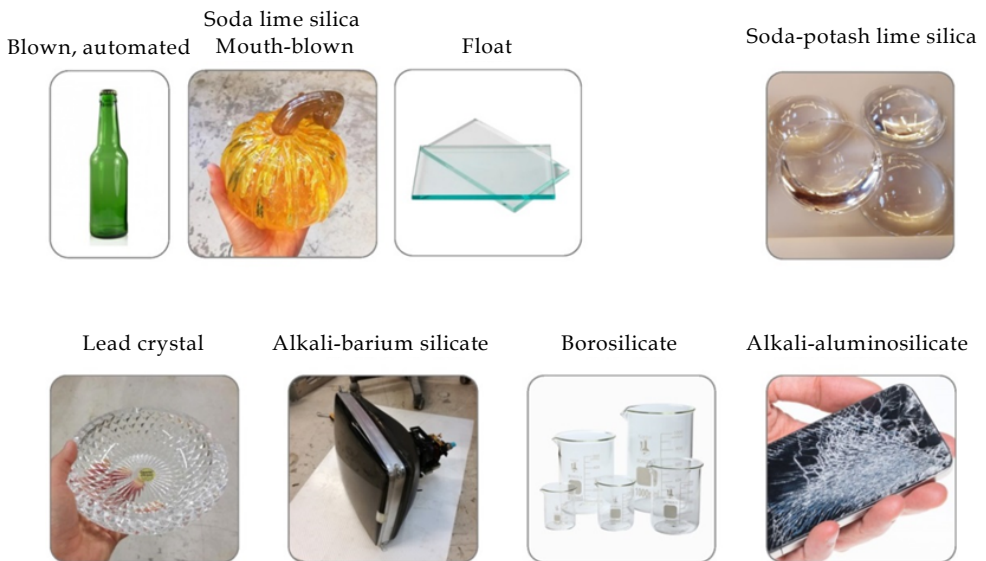 Soda lime silica
Blown, automated
Mouth-blown
Float
Soda-potash lime silica
Lead crystal
Alkali-barium silicate
Borosilicate
Alkali-aluminosilicate